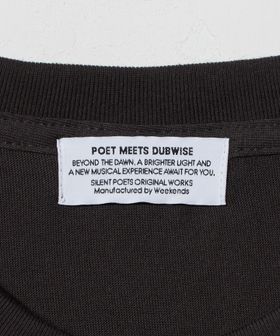 POET MEETS DUBWISE
BEYOND THE DAWN, A BRIGHTER LIGHT AND
A NEW MUSICAL EXPERIENCE AWAIT FOR YOU.
SILENT POETS ORIGINAL WORKS
Manufactured by Weekends